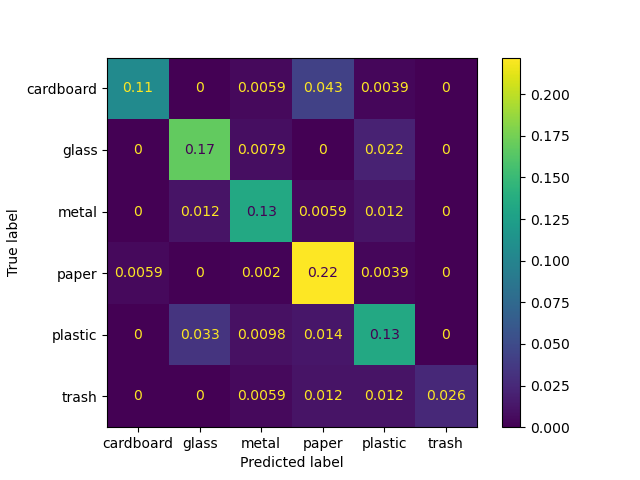 cardboard 0.11 0 0.0059 0.043 0.0039 0
glass 0 0.17 0.0079 0 0.022 0
metal 0 0.012 0.13 0.0059 0.012 0
paper 0.0059 0 0.002 0.22 0.0039 0
plastic 0 0.033 0.0098 0.014 0.13 0
trash 0 0 0.0059 0.012 0.012 0.026
cardboard glass metal paper plastic trash
Predicted label
True label
0.200
0.175
0.150
0.125
0.100
0.075
0.050
0.025
0.000